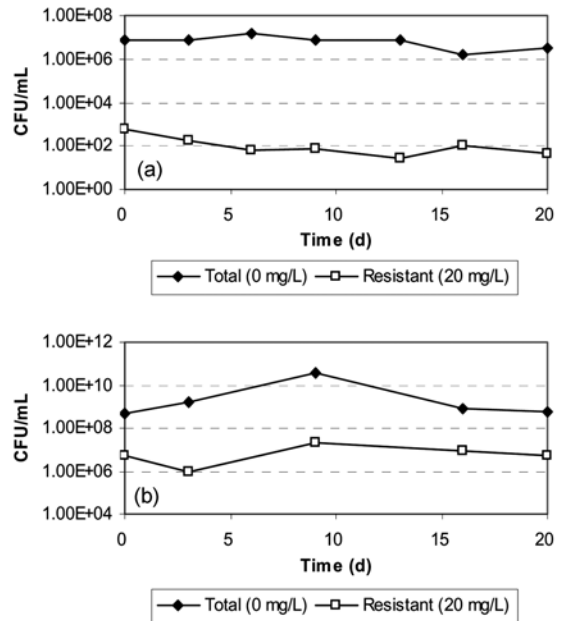 1.00E+08
1.00E+06
1.00E+04
1.00E+02
1.00E+00
CFU/mL
(a)
0 5 10 15 20
Time (d)
Total (0 mg/L) Resistant (20 mg/L)
1.00E+12
1.00E+10
1.00E+08
1.00E+06
1.00E+04
CFU/mL
(b)
0 5 10 15 20
Time (d)
Total (0 mg/L) Resistant (20 mg/L)